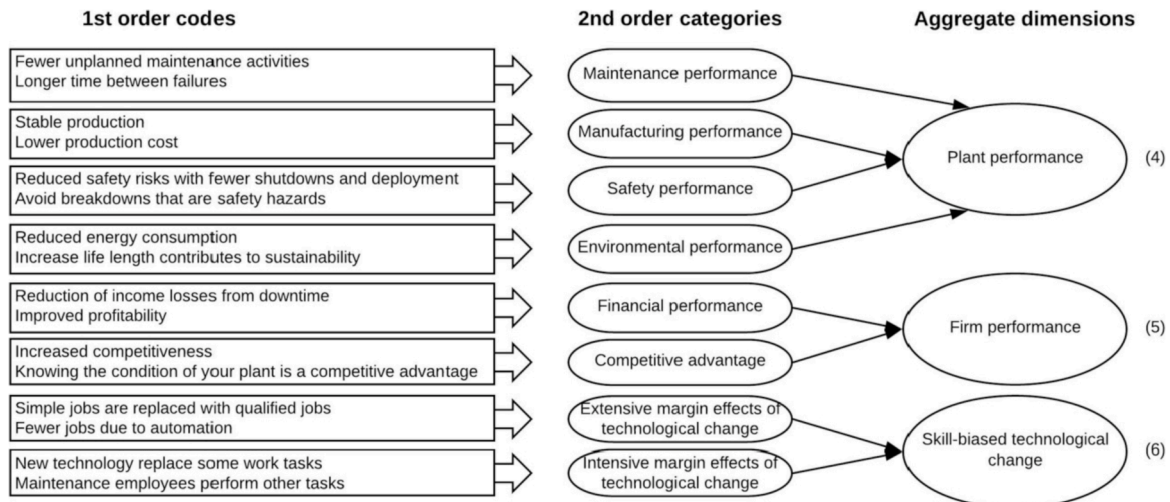 1st order codes
2nd order categories
Aggregate dimensions
Fewer unplanned maintenance activities
Longer time between failures
Maintenance performance
Stable production
Lower production cost
Manufacturing performance
Plant performance
(4)
Reduced safety risks with fewer shutdowns and deployment
Avoid breakdowns that are safety hazards
Safety performance
Reduced energy consumption
Increase life length contributes to sustainability
Environmental performance
Reduction of income losses from downtime
Improved profitability
Financial performance
Firm performance
(5)
Increased competitiveness
Knowing the condition of your plant is a competitive advantage
Competitive advantage
Simple jobs are replaced with qualified jobs
Fewer jobs due to automation
Extensive margin effects of
technological change
Skill-biased technological
change
(6)
New technology replace some work tasks
Maintenance employees perform other tasks
Intensive margin effects of
technological change